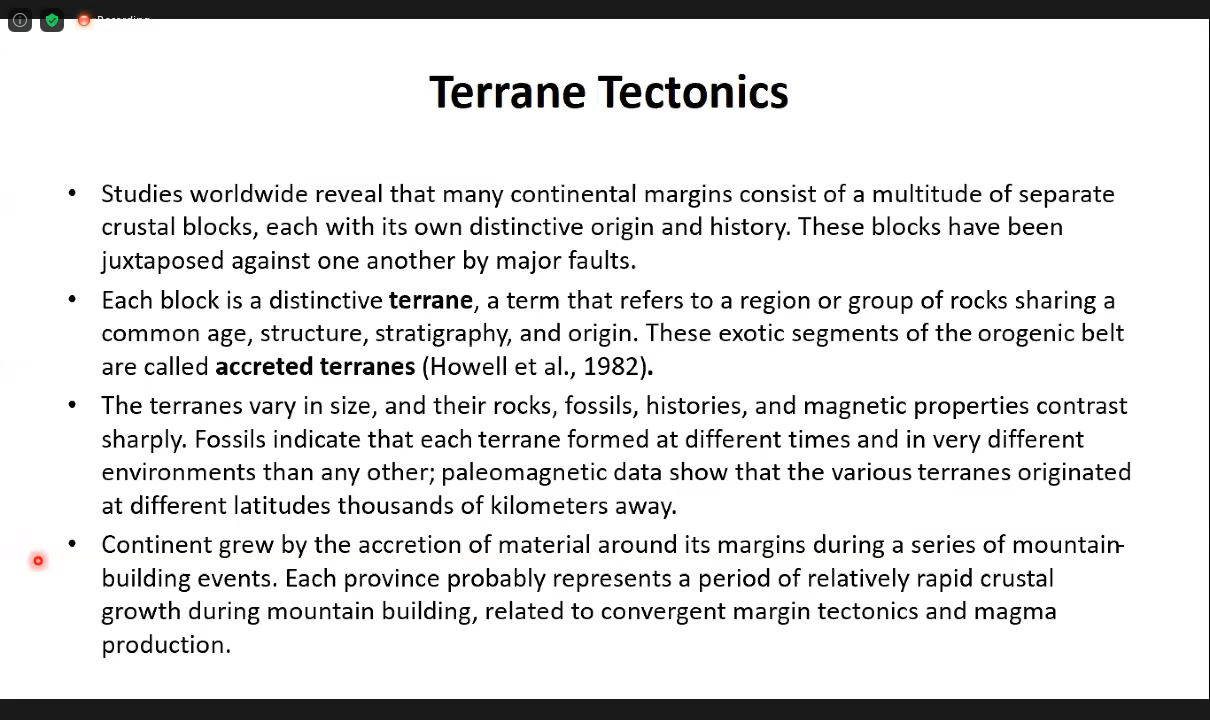 Recording
Terrane Tectonics
• Studies worldwide reveal that many continental margins consist of a multitude of separate
crustal blocks, each with its own distinctive origin and history. These blocks have been
juxtaposed against one another by major faults.
• Each block is a distinctive terrane, a term that refers to a region or group of rocks sharing a
common age, structure, stratigraphy, and origin. These exotic segments of the orogenic belt
are called accreted terranes (Howell et al., 1982).
• The terranes vary in size, and their rocks, fossils, histories, and magnetic properties contrast
sharply. Fossils indicate that each terrane formed at different times and in very different
environments than any other; paleomagnetic data show that the various terranes originated
at different latitudes thousands of kilometers away.
• Continent grew by the accretion of material around its margins during a series of mountain-
building events. Each province probably represents a period of relatively rapid crustal
growth during mountain building, related to convergent margin tectonics and magma
production.